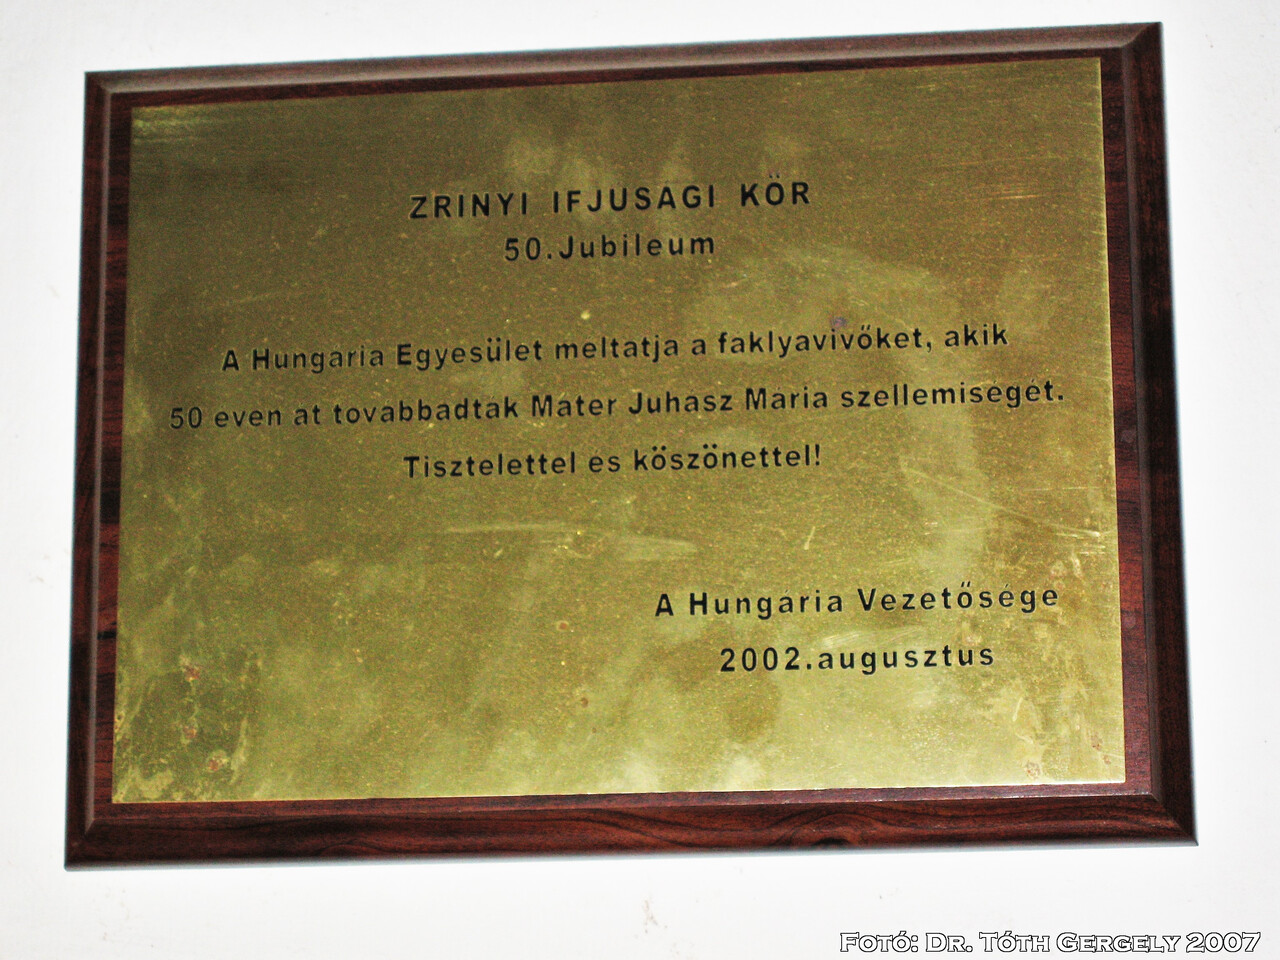 ZRINYI IFJUSAGI KÖR
50.Jubileum
A Hungaria Egyesület meltatja a faklyavivőket, akik
50 even at tovabbadtak Mater Juhasz Maria szellemiseget.
Tisztelettel es köszönettel!
A Hungaria Vezetősége
2002.augusztus
Fotó: Dr. Tóth Gergely 2007